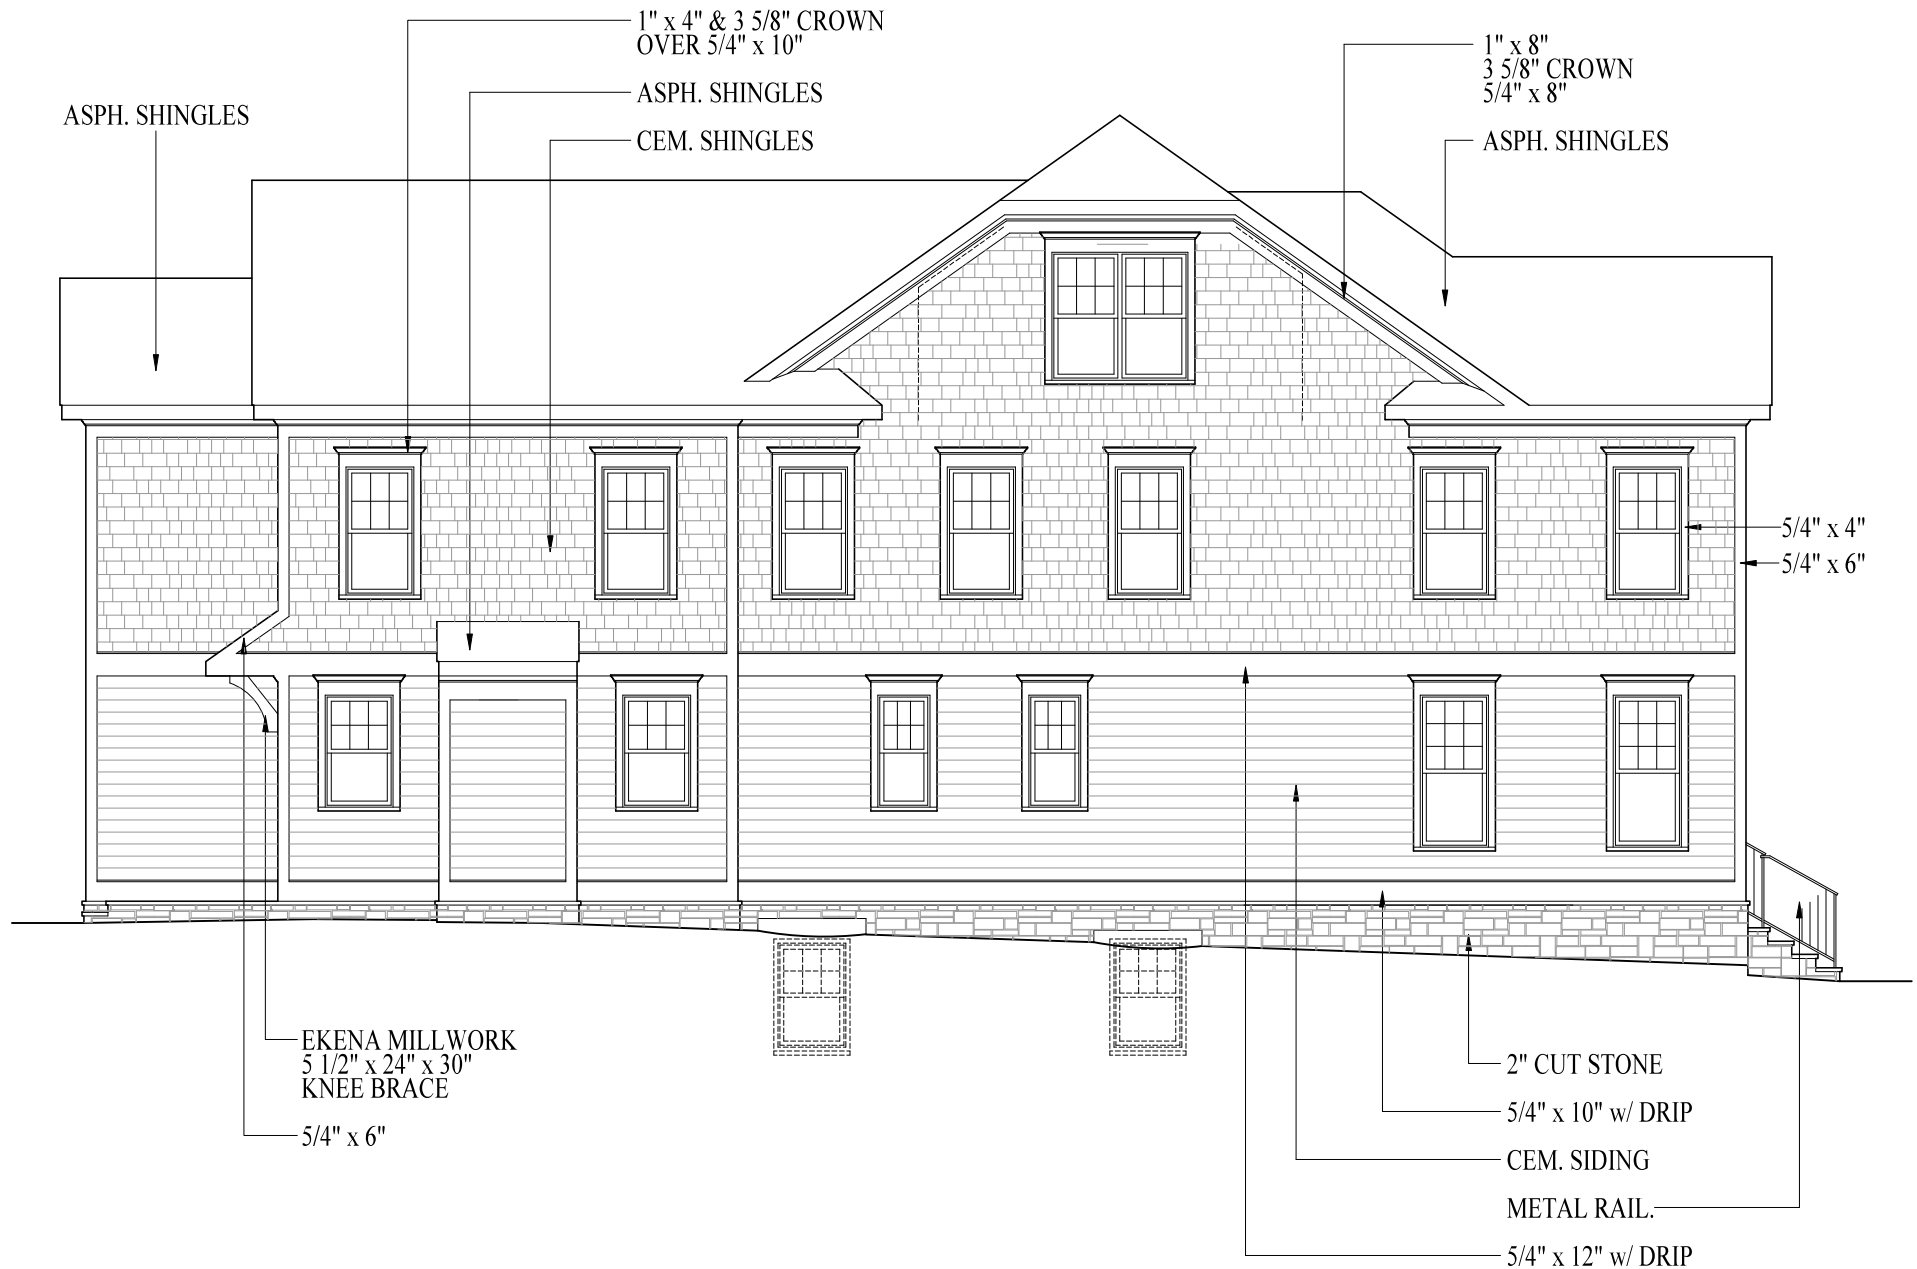 1" x 4" & 3 5/8" CROWN
OVER 5/4" x 10"
ASPH. SHINGLES
CEM. SHINGLES
ASPH. SHINGLES
1" x 8"
3 5/8" CROWN
5/4" x 8"
ASPH. SHINGLES
5/4" x 4"
5/4" x 6"
EKENA MILLWORK
5 1/2" x 24" x 30"
KNEE BRACE
5/4" x 6"
2" CUT STONE
5/4" x 10" w/ DRIP
CEM. SIDING
METAL RAIL.
5/4" x 12" w/ DRIP